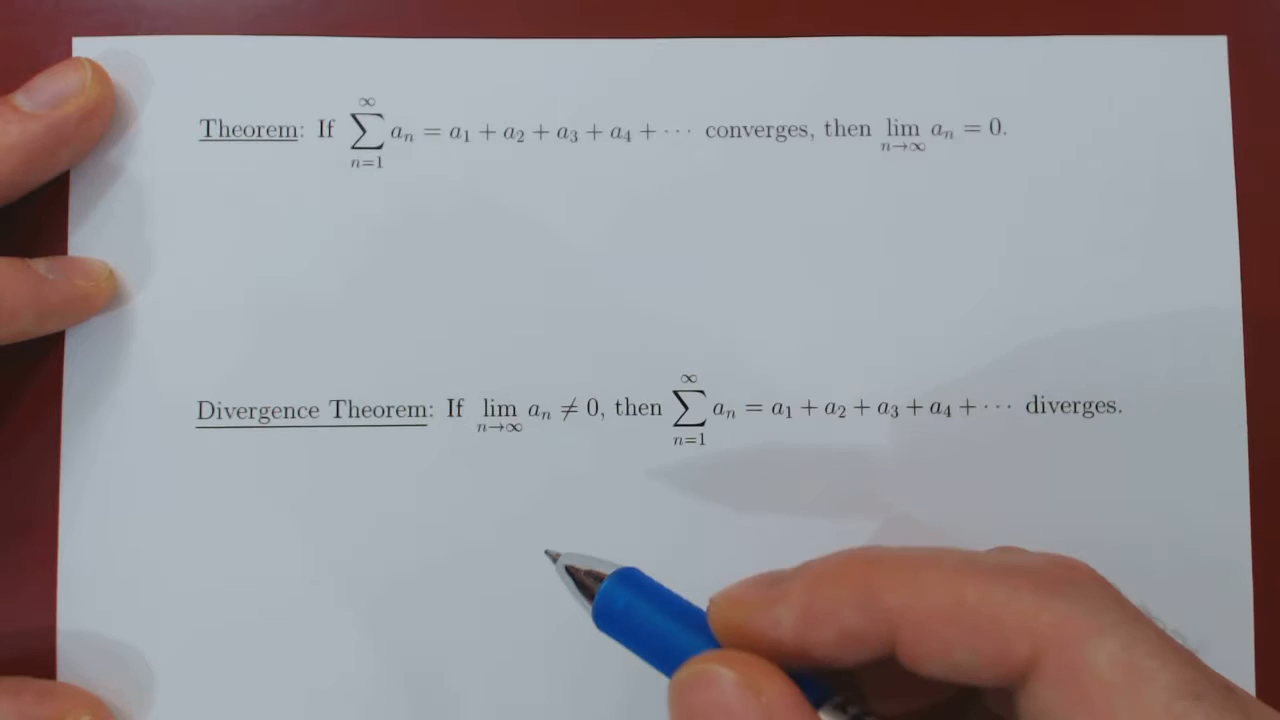 Theorem: If ∑_{n=1}^{∞} a_n = a_1 + a_2 + a_3 + a_4 + ⋯ converges, then lim_{n→∞} a_n = 0.
Divergence Theorem: If lim_{n→∞} a_n ≠ 0, then ∑_{n=1}^{∞} a_n = a_1 + a_2 + a_3 + a_4 + ⋯ diverges.